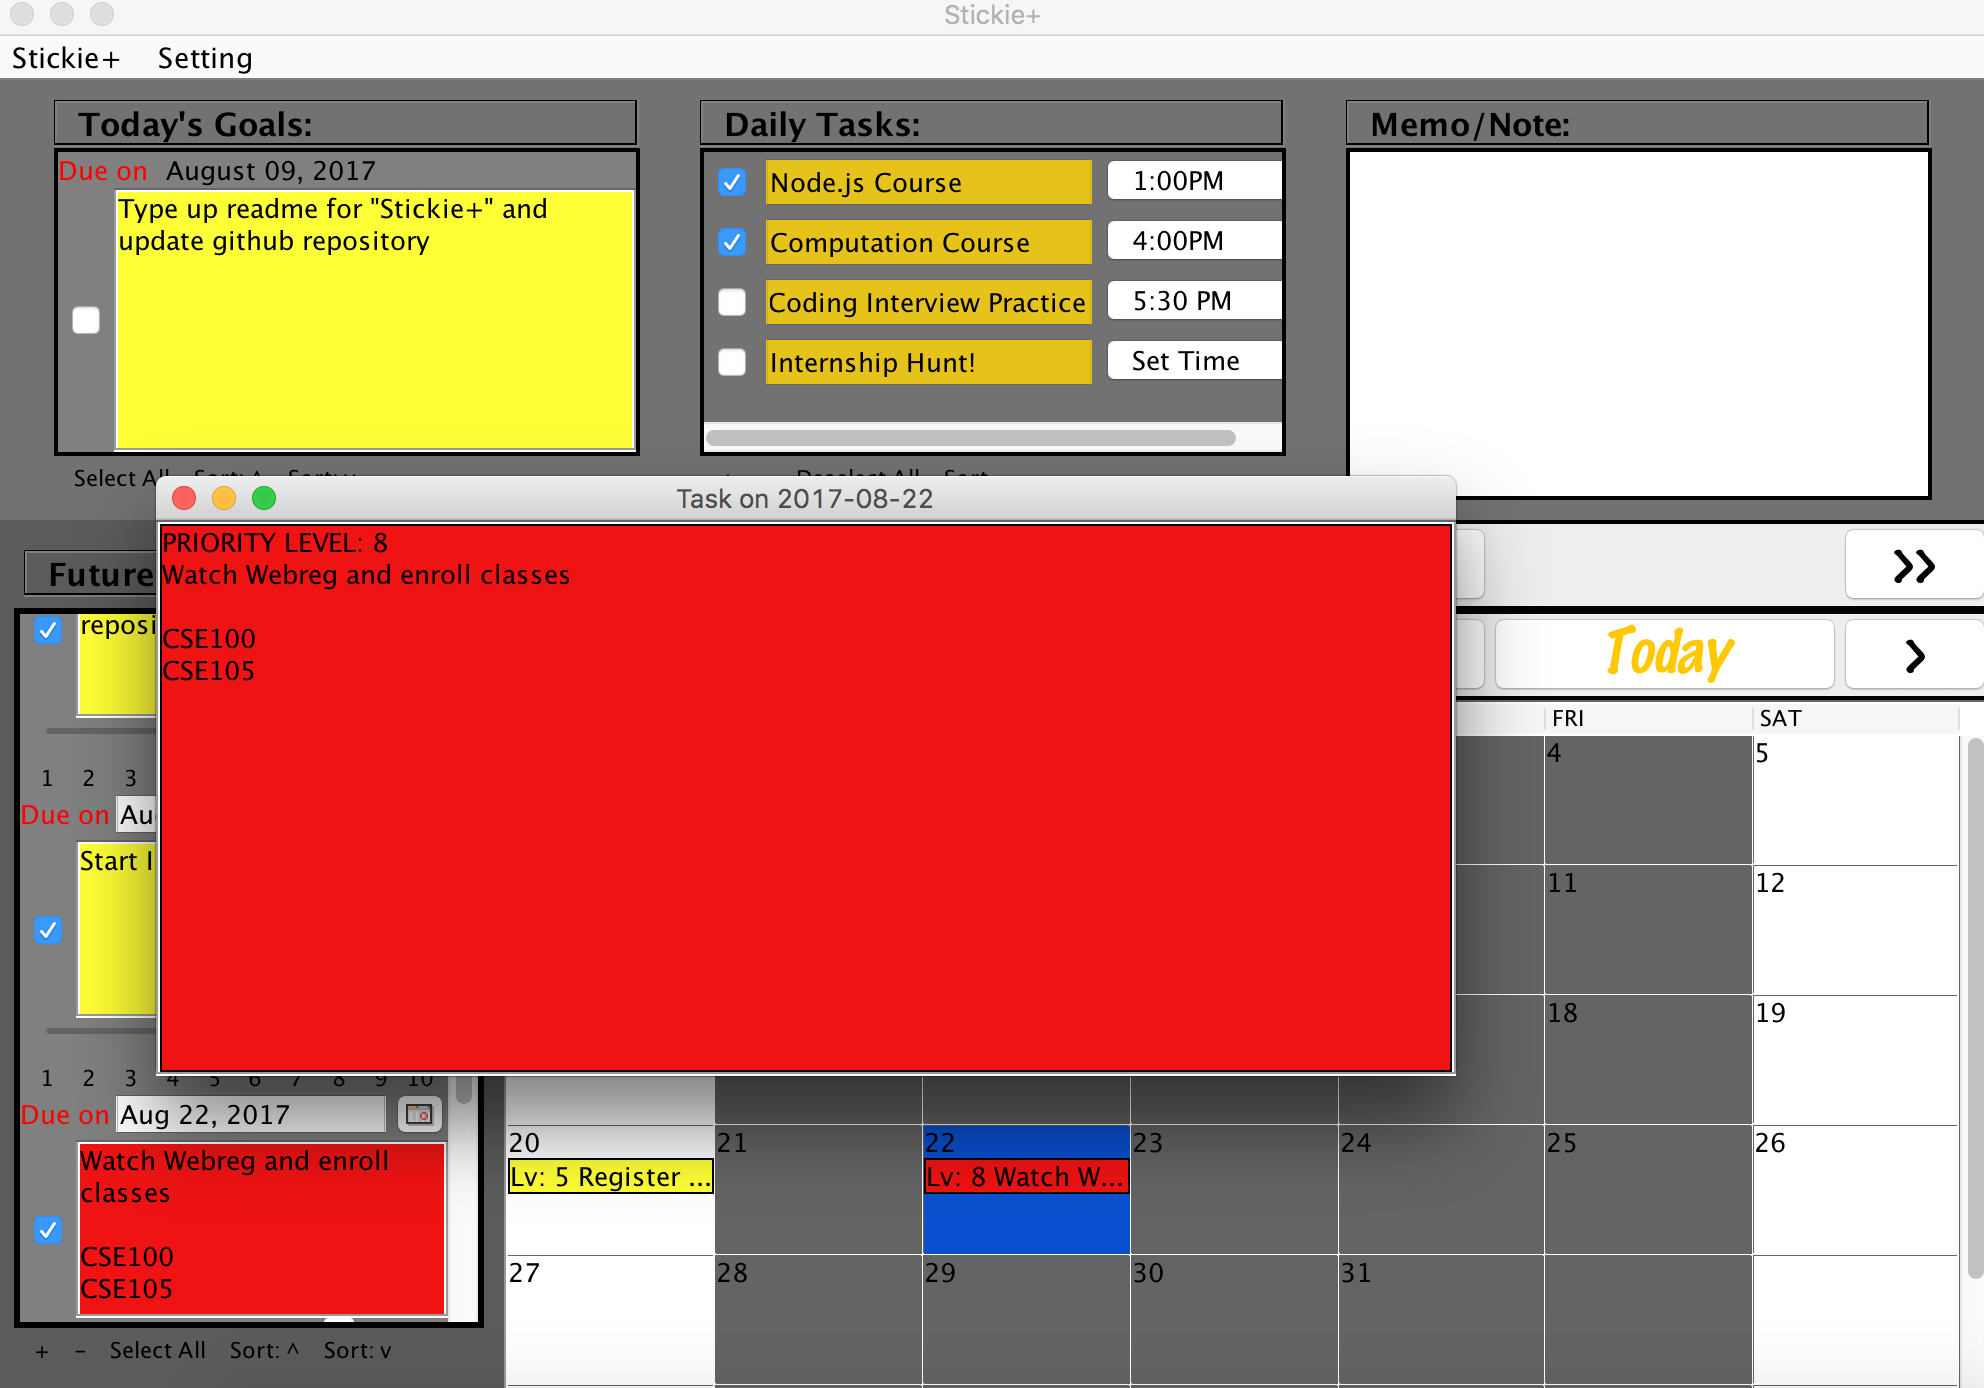 Stickie+
Stickie+ Setting
Today's Goals:
Due on August 09, 2017
Type up readme for "Stickie+" and
update github repository
Select All
Daily Tasks:
Node.js Course 1:00PM
Computation Course 4:00PM
Coding Interview Practice 5:30 PM
Internship Hunt! Set Time
Memo/Note:
Task on 2017-08-22
PRIORITY LEVEL: 8
Watch Webreg and enroll classes
CSE100
CSE105
Future
reposi
1 2 3
Due on Au
Start
1 2 3 4 5 6 7 8 9 10
Due on Aug 22, 2017
Watch Webreg and enroll
classes
CSE100
CSE105
+ - Select All Sort: ^ Sort: v
>>
Today >
FRI SAT
4 5
11 12
18 19
20 21 22 23 24 25 26
Lv: 5 Register ... Lv: 8 Watch W...
27 28 29 30 31